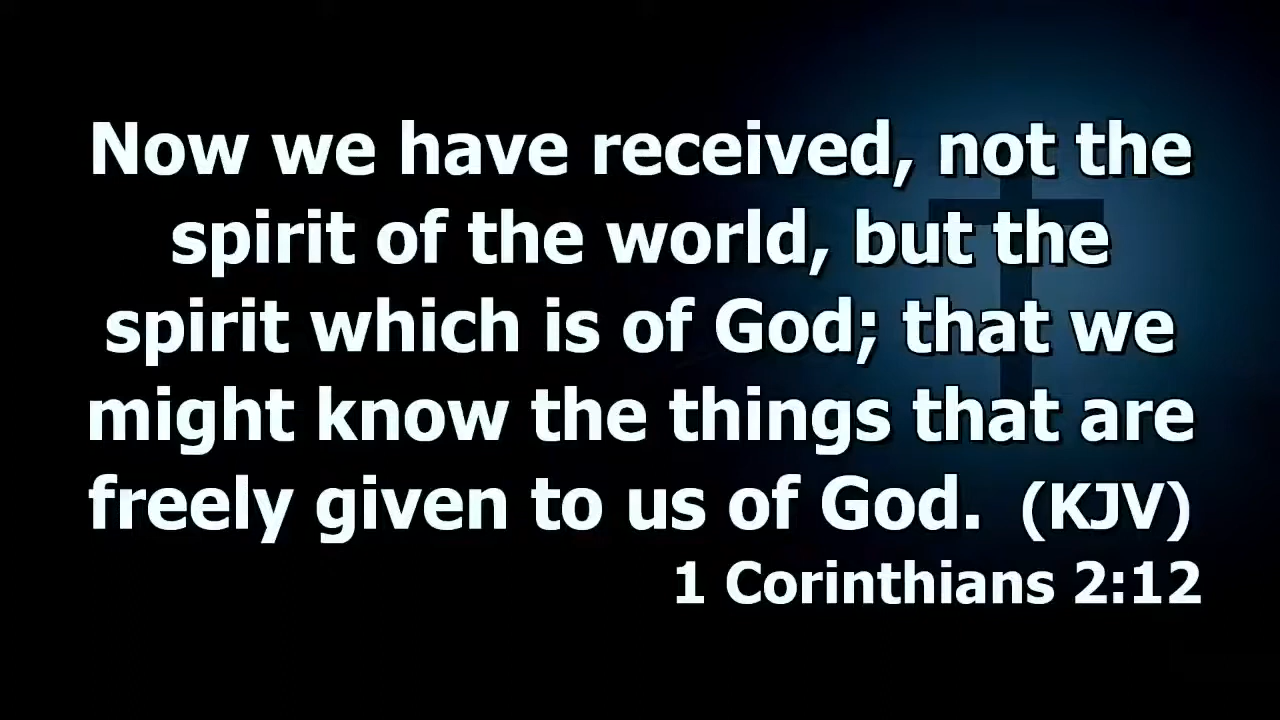 Now we have received, not the
spirit of the world, but the
spirit which is of God; that we
might know the things that are
freely given to us of God. (KJV)
1 Corinthians 2:12